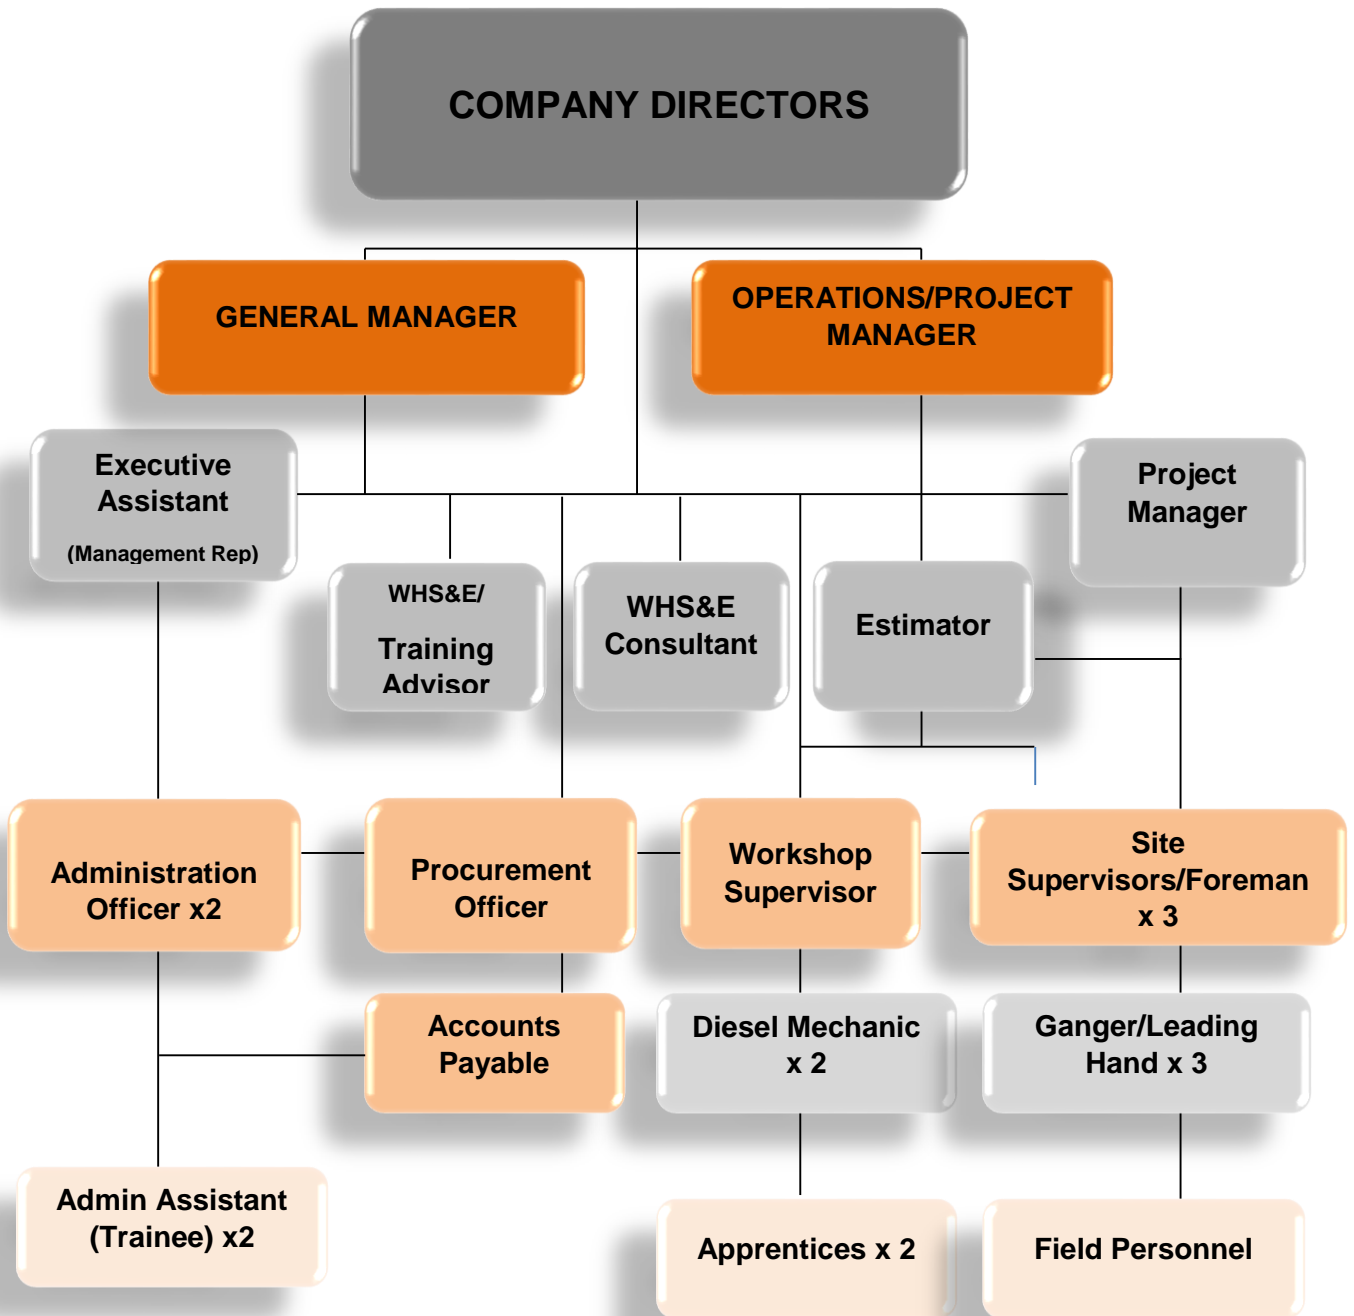 COMPANY DIRECTORS
GENERAL MANAGER
OPERATIONS/PROJECT
MANAGER
Executive
Assistant
(Management Rep)
Project
Manager
WHS&E/
Training
Advisor
WHS&E
Consultant
Estimator
Administration
Officer x2
Procurement
Officer
Workshop
Supervisor
Site
Supervisors/Foreman
x 3
Accounts
Payable
Diesel Mechanic
x 2
Ganger/Leading
Hand x 3
Admin Assistant
(Trainee) x2
Apprentices x 2
Field Personnel